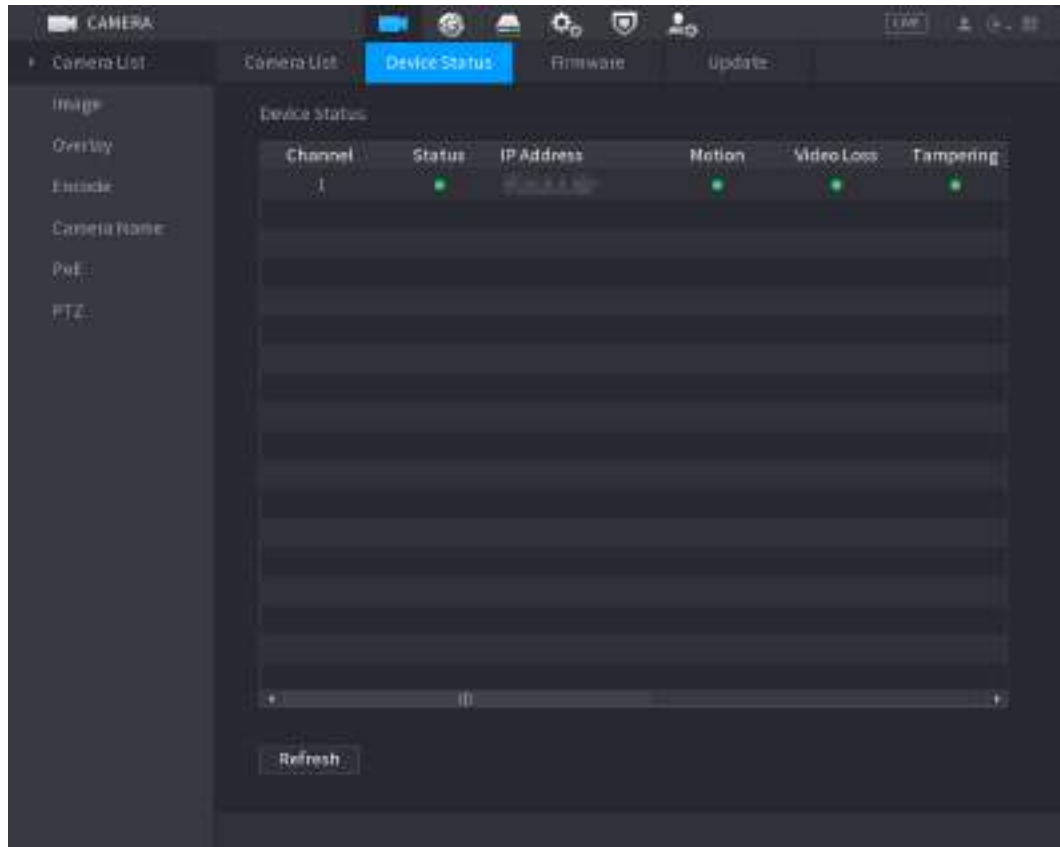 CAMERA LIVE
Camera List Camera List Device Status Firmware Update
Image
Device Status
Overlay
Channel Status IP Address Motion Video Loss Tampering
1
Encode
Camera Name
PoE
PTZ
Refresh